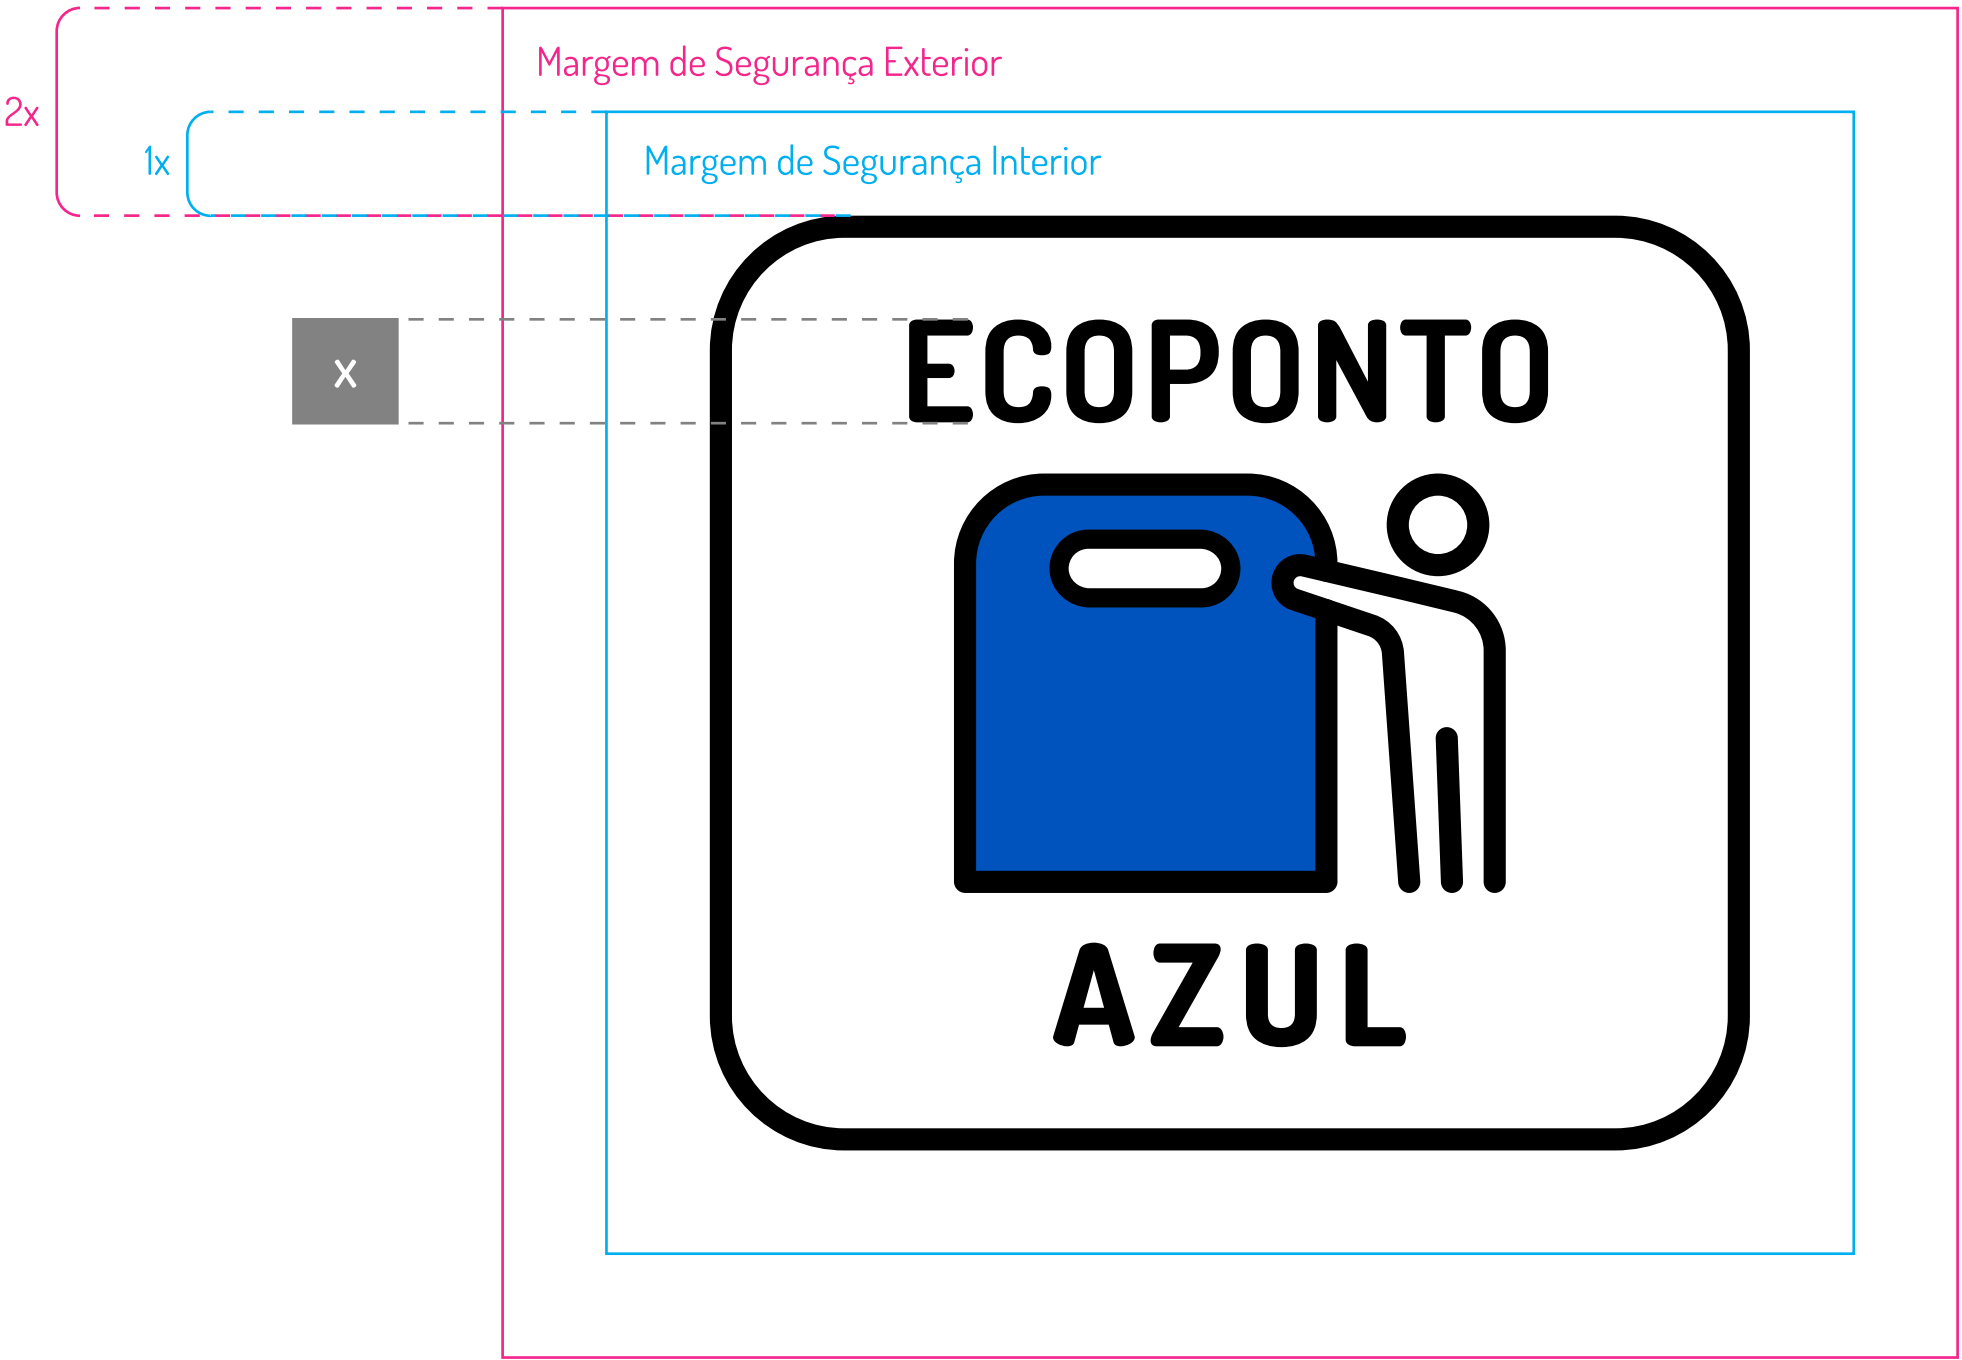 Margem de Segurança Exterior
2x
1x
Margem de Segurança Interior
x
ECOPONTO
AZUL